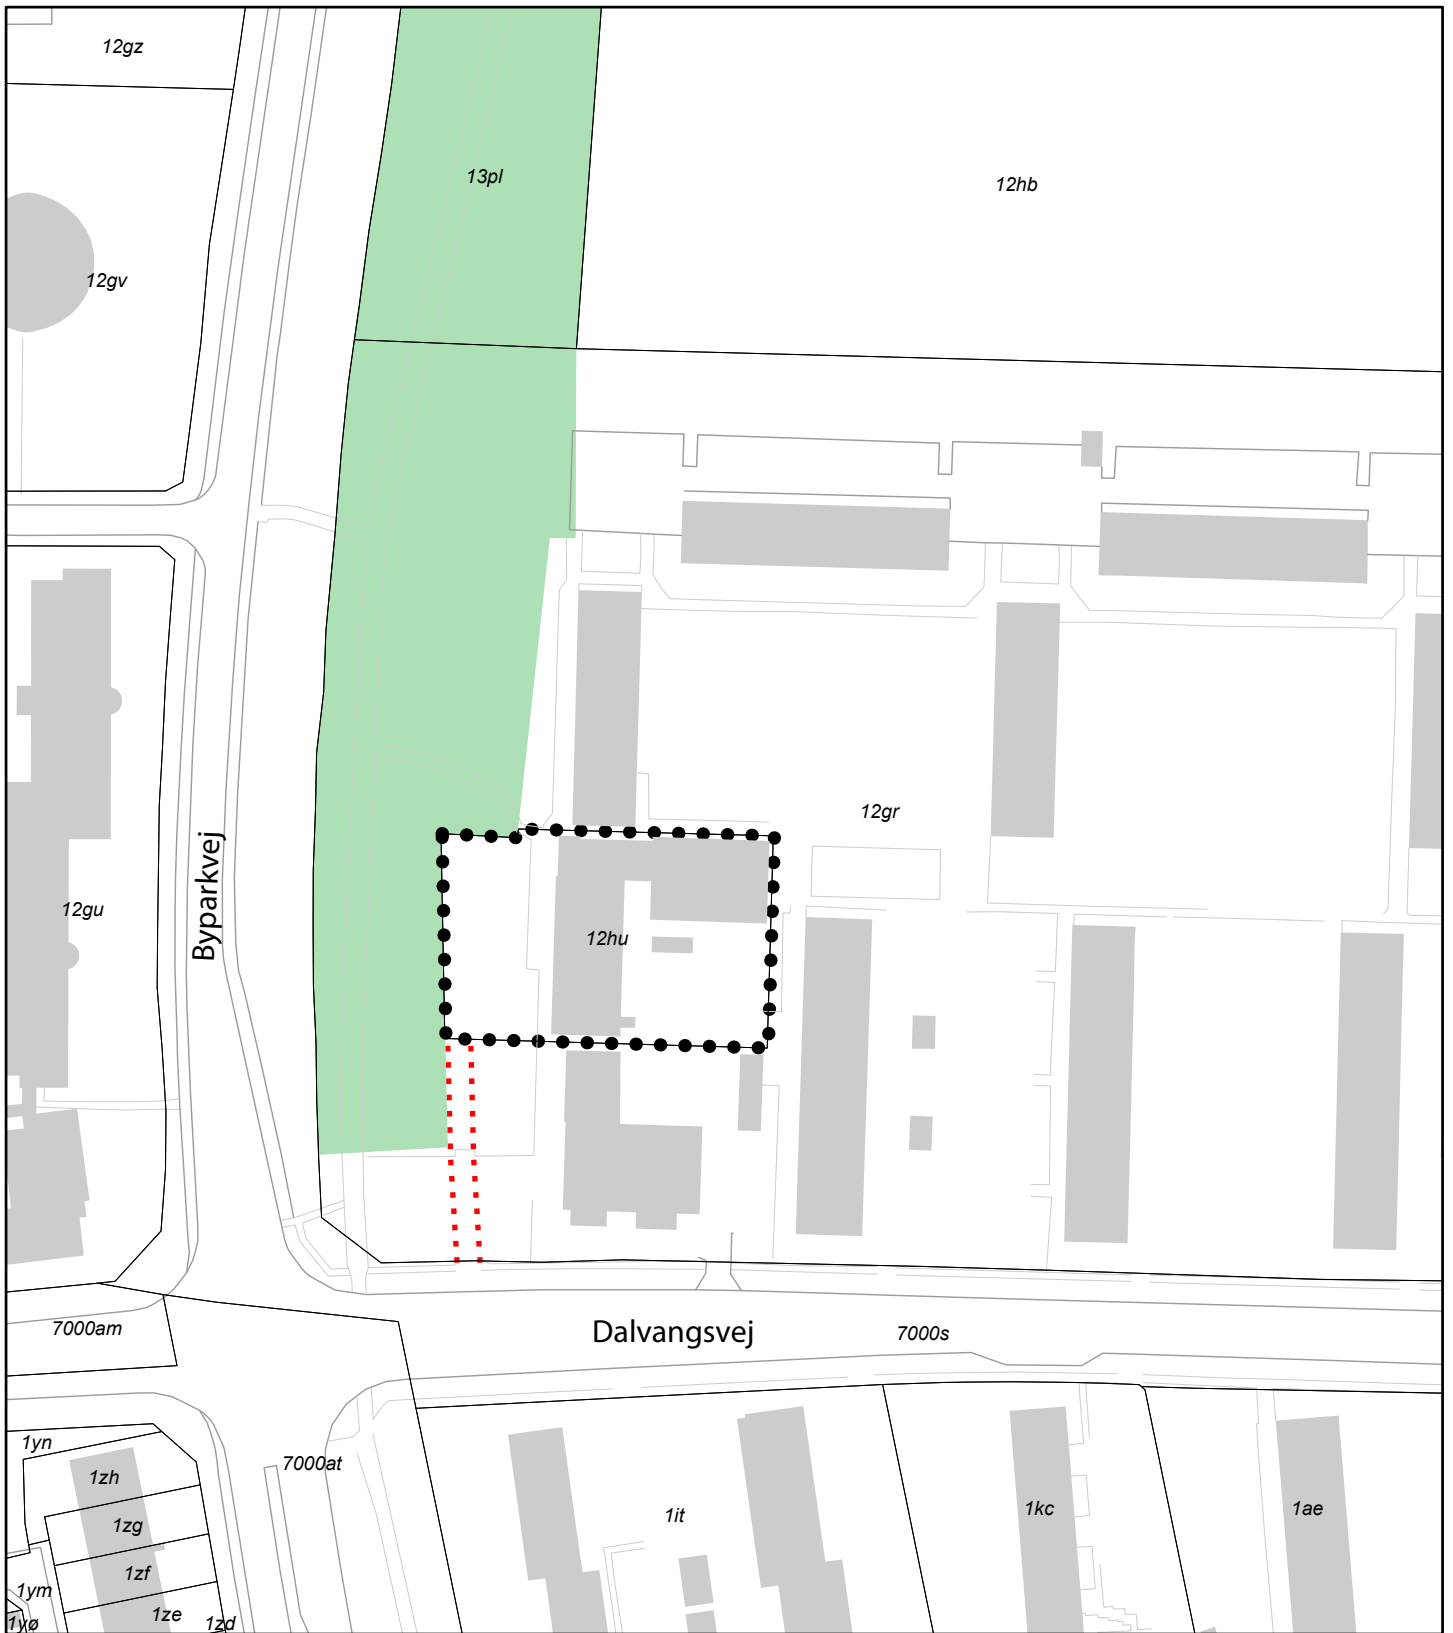 12gz
13pl
12hb
12gv
12gr
Byparkvej
12gu
12hu
7000am
Dalvangsvej
7000s
1yn
1zh
7000at
1zg
1it
1kc
1ae
1zf
1ym
1ze
1yø
1zd